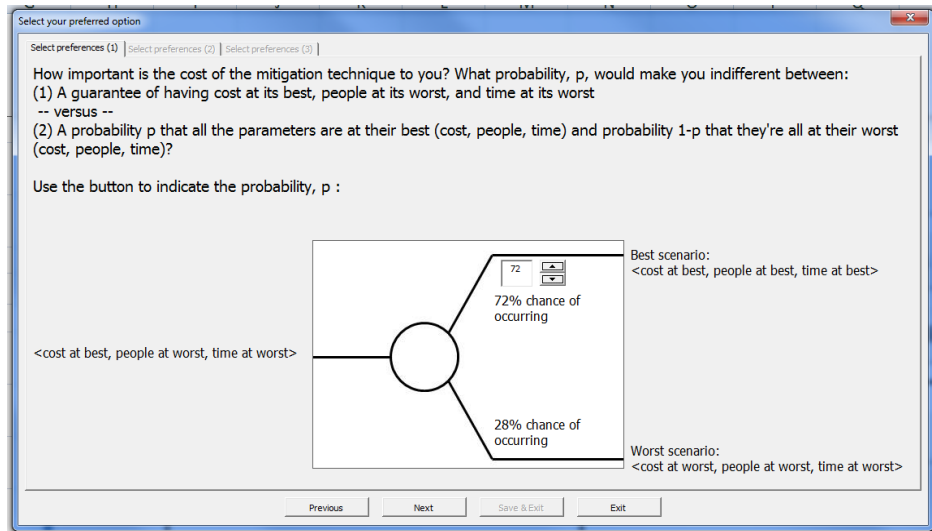 Select your preferred option
Select preferences (1) Select preferences (2) Select preferences (3)
How important is the cost of the mitigation technique to you? What probability, p, would make you indifferent between:
(1) A guarantee of having cost at its best, people at its worst, and time at its worst
-- versus --
(2) A probability p that all the parameters are at their best (cost, people, time) and probability 1-p that they're all at their worst
(cost, people, time)?
Use the button to indicate the probability, p :
Best scenario:
72
<cost at best, people at best, time at best>
72% chance of
occurring
<cost at best, people at worst, time at worst>
28% chance of
occurring
Worst scenario:
<cost at worst, people at worst, time at worst>
Previous Next Save & Exit Exit